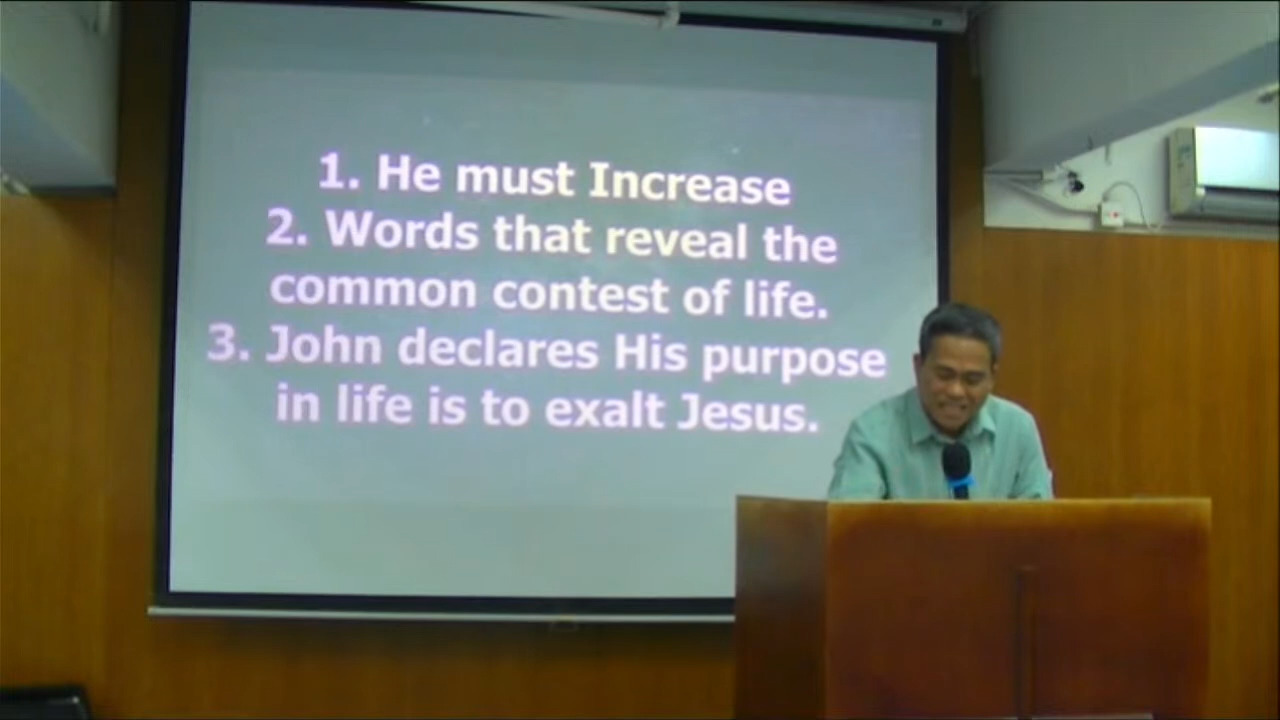 1. He must Increase
2. Words that reveal the
common contest of life.
3. John declares His purpose
in life is to exalt Jesus.